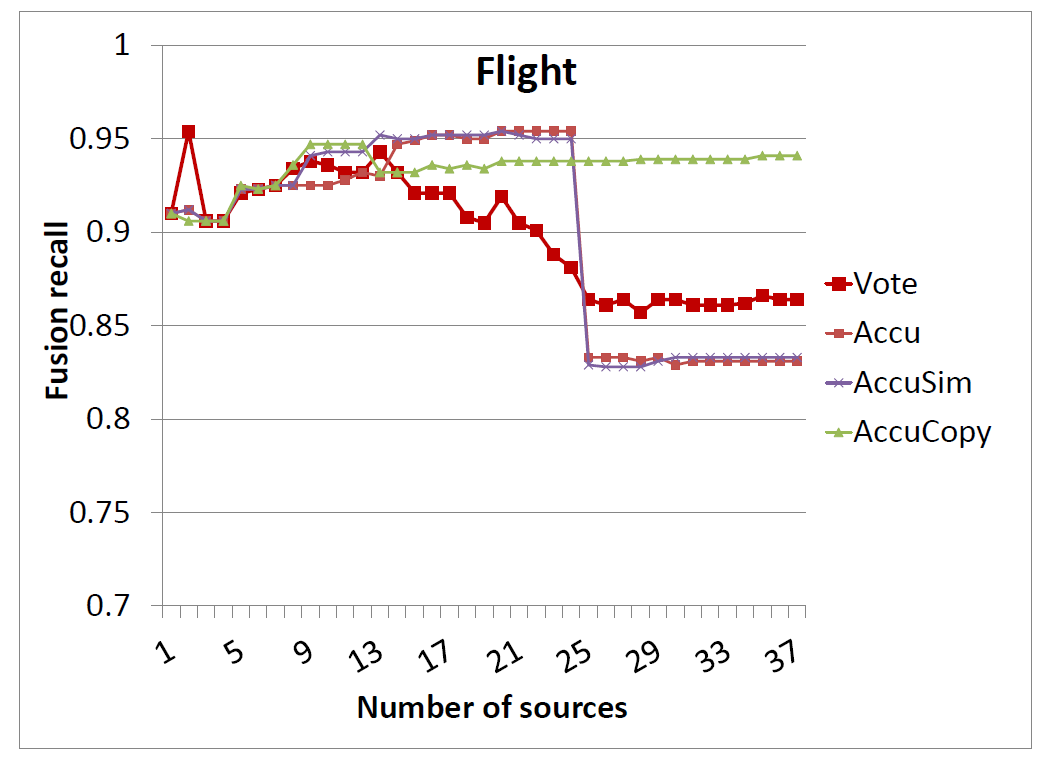 Flight
1
0.95
0.9
0.85
0.8
0.75
0.7
Fusion recall
1 5 9 13 17 21 25 29 33 37
Number of sources
Vote
Accu
AccuSim
AccuCopy